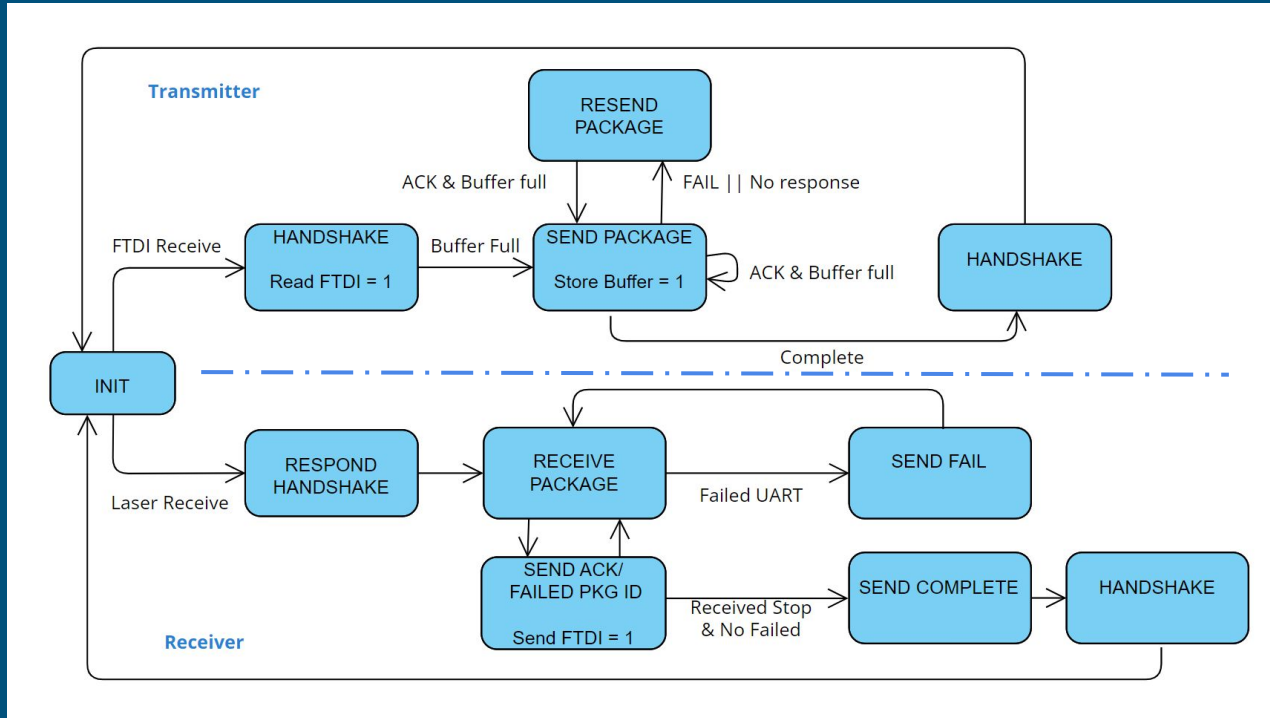 Transmitter
RESEND
PACKAGE
ACK & Buffer full
FAIL || No response
FTDI Receive
HANDSHAKE
Read FTDI = 1
Buffer Full
SEND PACKAGE
Store Buffer = 1
ACK & Buffer full
HANDSHAKE
Complete
INIT
Laser Receive
RESPOND
HANDSHAKE
RECEIVE
PACKAGE
Failed UART
SEND FAIL
SEND ACK/
FAILED PKG ID
Send FTDI = 1
Received Stop
& No Failed
SEND COMPLETE
HANDSHAKE
Receiver